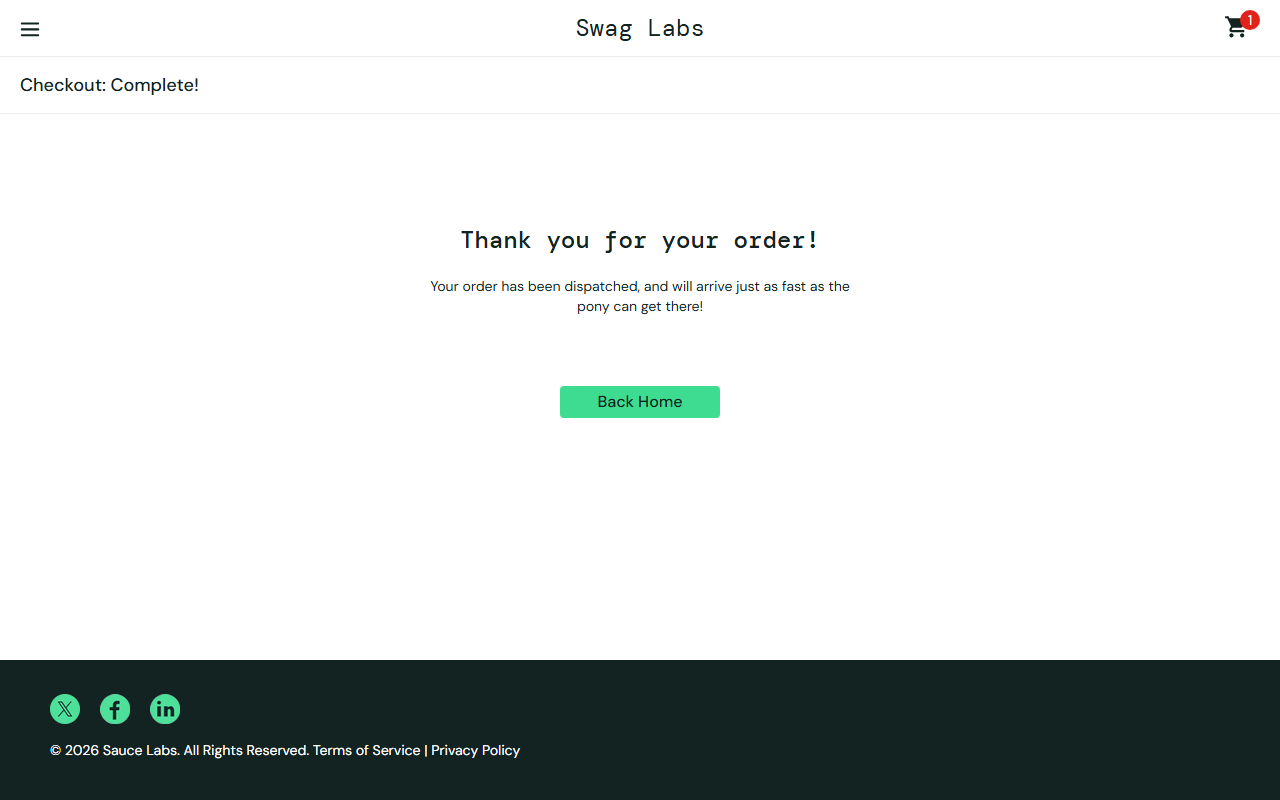 Swag Labs
1
Checkout: Complete!
Thank you for your order!
Your order has been dispatched, and will arrive just as fast as the
pony can get there!
Back Home
© 2026 Sauce Labs. All Rights Reserved. Terms of Service | Privacy Policy